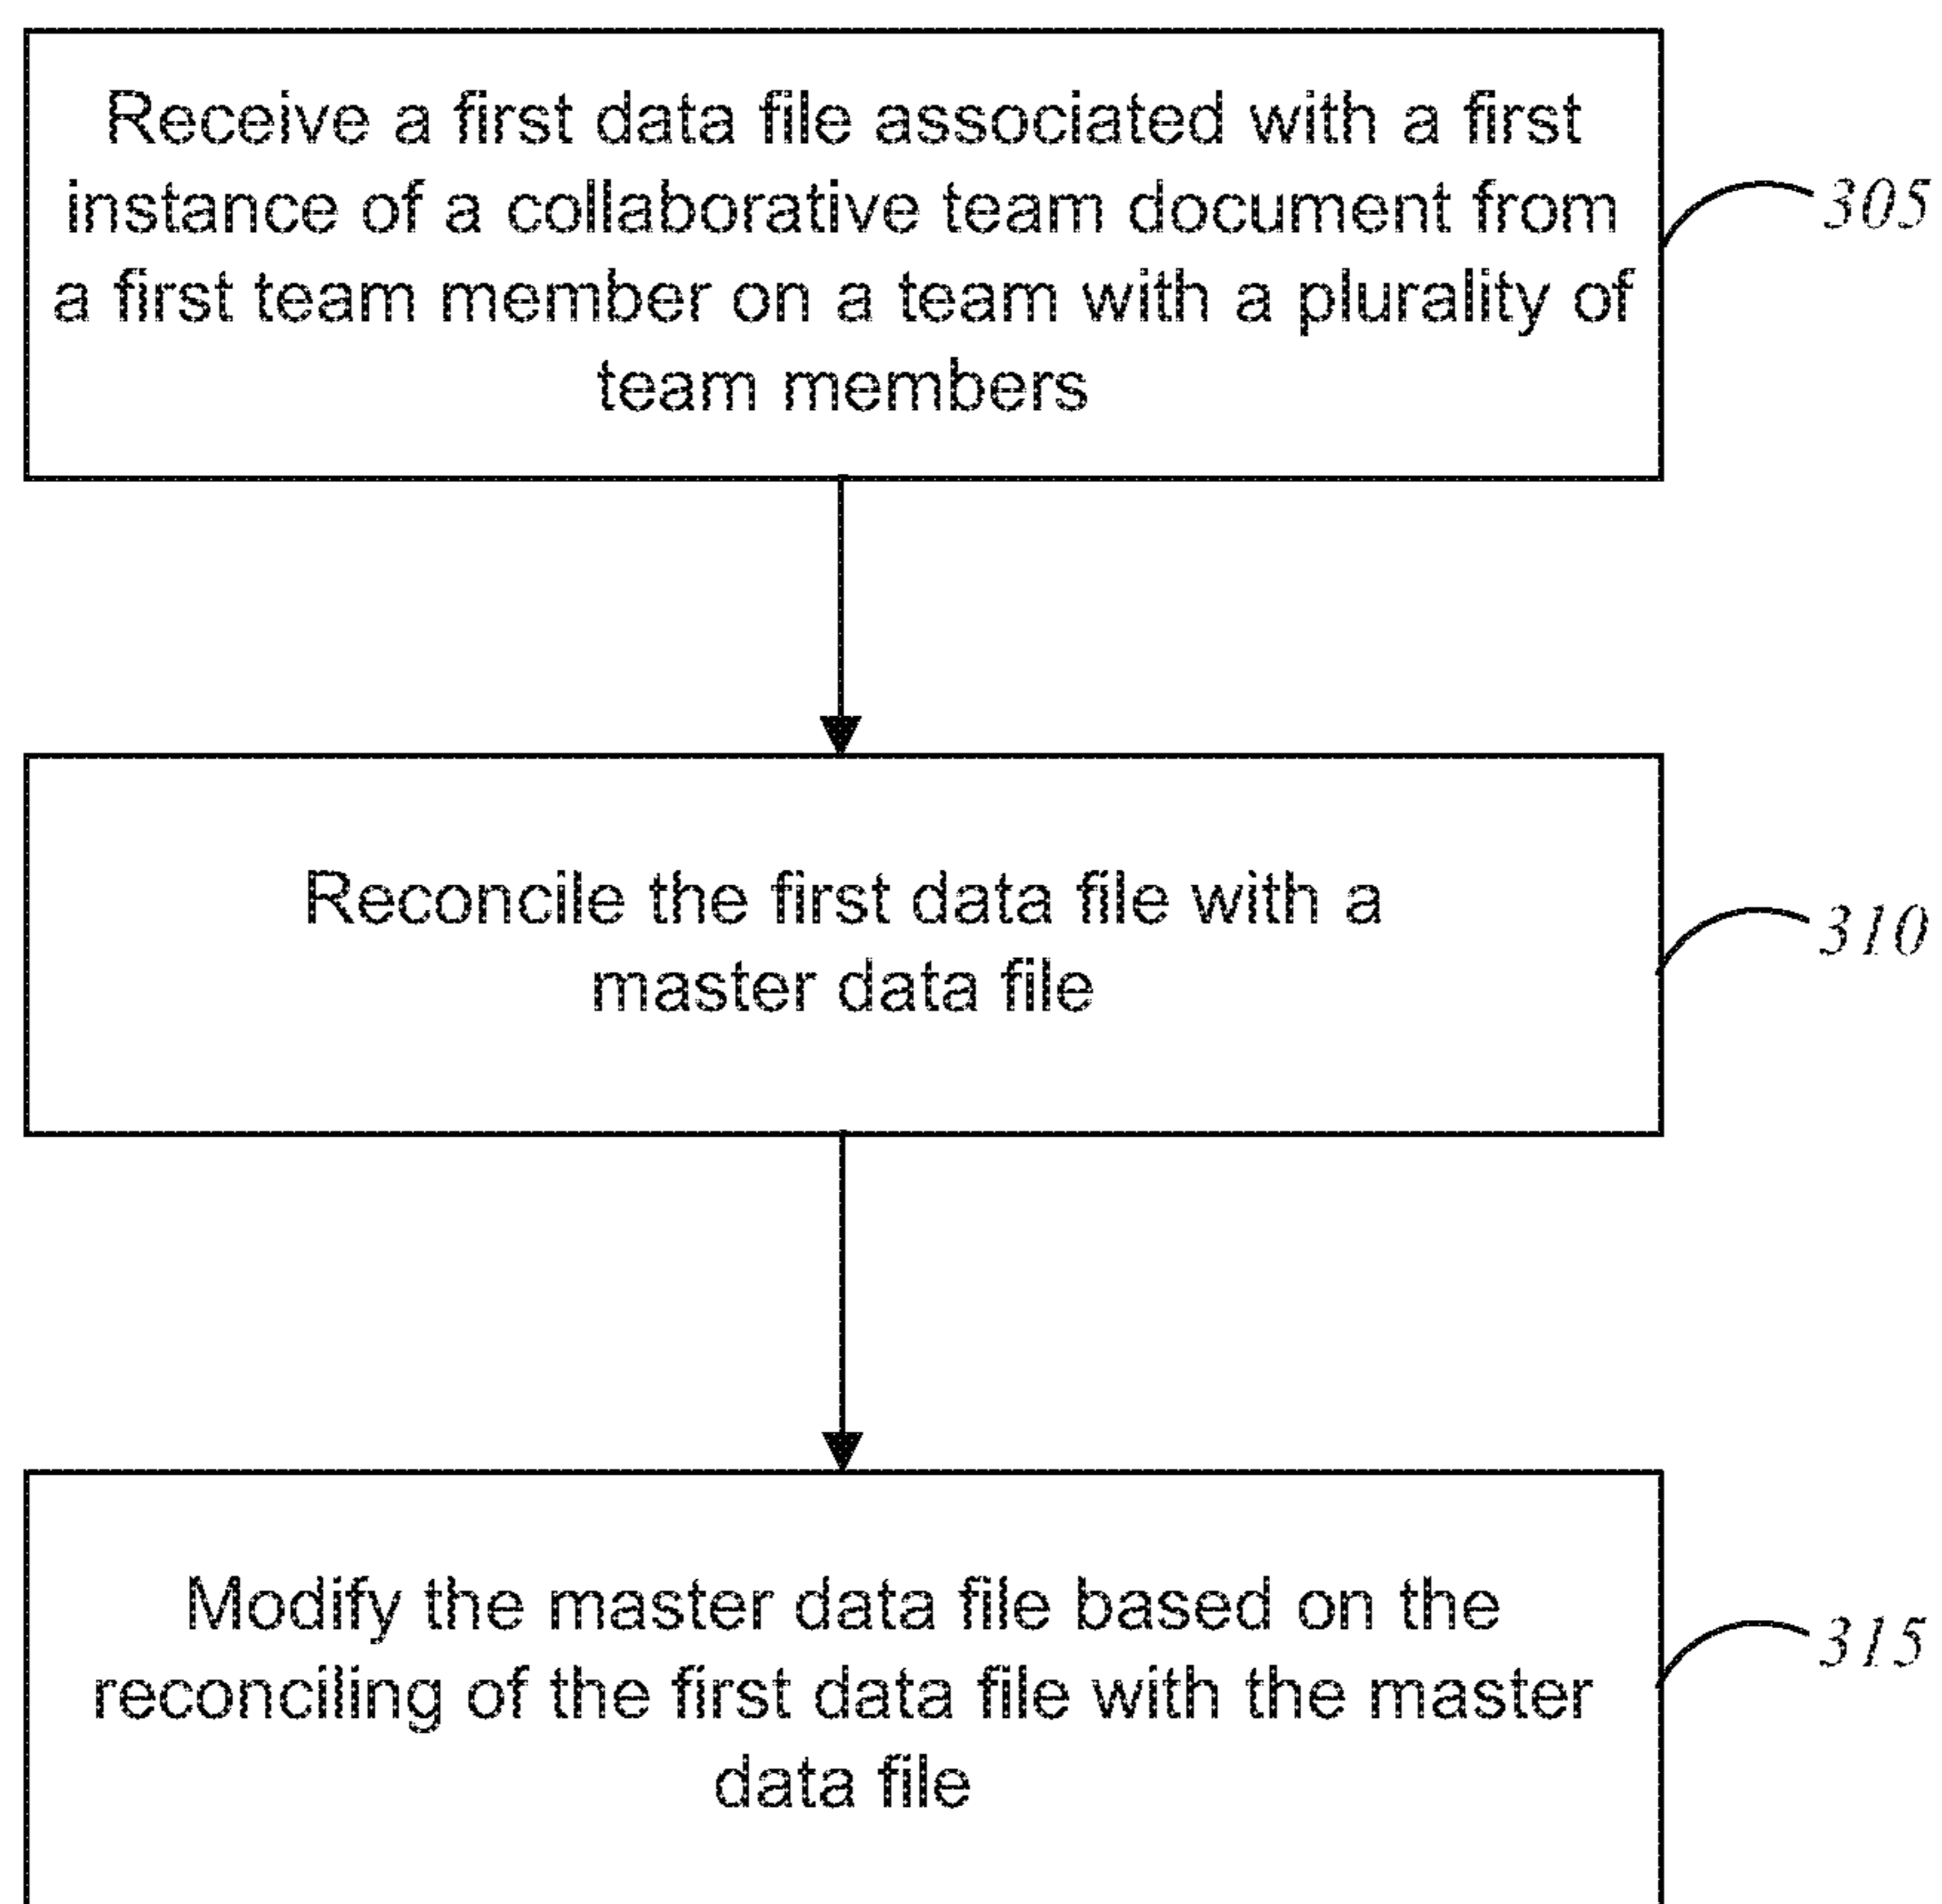 Receive a first data file associated with a first
instance of a collaborative team document from
a first team member on a team with a plurality of
team members
305
Reconcile the first data file with a
master data file
310
Modify the master data file based on the
reconciling of the first data file with the master
data file
315